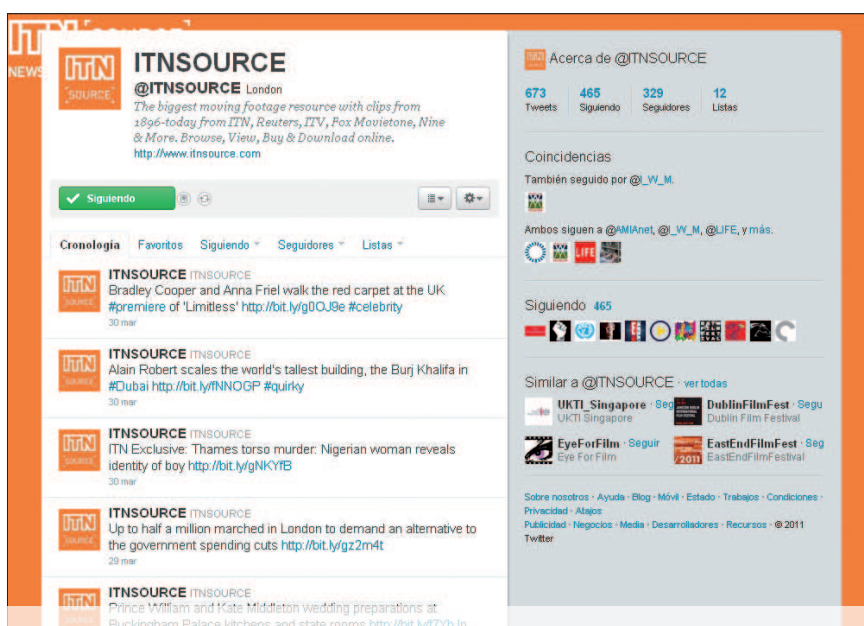 ITN [SOURCE]
NEWS
ITN
[SOURCE]
ITNSOURCE
@ITNSOURCE London
The biggest moving footage resource with clips from
1896-today from ITN, Reuters, ITV, Fox Movietone, Nine
& More. Browse, View, Buy & Download online.
http://www.itnsource.com
Siguiendo
Cronología Favoritos Siguiendo Seguidores Listas
ITNSOURCE ITNSOURCE
Bradley Cooper and Anna Friel walk the red carpet at the UK
#premiere of 'Limitless' http://bit.ly/g0OJ9e #celebrity
30 mar
ITNSOURCE ITNSOURCE
Alain Robert scales the world's tallest building, the Burj Khalifa in
#Dubai http://bit.ly/fNNOGP #quirky
30 mar
ITNSOURCE ITNSOURCE
ITN Exclusive: Thames torso murder: Nigerian woman reveals
identity of boy http://bit.ly/gNKYfB
30 mar
ITNSOURCE ITNSOURCE
Up to half a million marched in London to demand an alternative to
the government spending cuts http://bit.ly/gz2m4t
29 mar
ITNSOURCE ITNSOURCE
Prince William and Kate Middleton wedding preparations at
Buckingham Palace kitchens and state rooms
Acerca de @ITNSOURCE
673 465 329 12
Tweets Siguiendo Seguidores Listas
Coincidencias
También seguido por @I_W_M.
Ambos siguen a @AMIAnet, @I_W_M, @LIFE, y más.
LIFE
Siguiendo 465
Similar a @ITNSOURCE · ver todas
UKTI_Singapore · Seg
UKTI Singapore
DublinFilmFest · Segu
Dublin Film Festival
EyeForFilm · Seguir
Eye For Film
/2011
EastEndFilmFest · Seg
EastEndFilmFestival
Sobre nosotros · Ayuda · Blog · Móvil · Estado · Trabajos · Condiciones ·
Privacidad · Atajos
Publicidad · Negocios · Media · Desarrolladores · Recursos · © 2011
Twitter